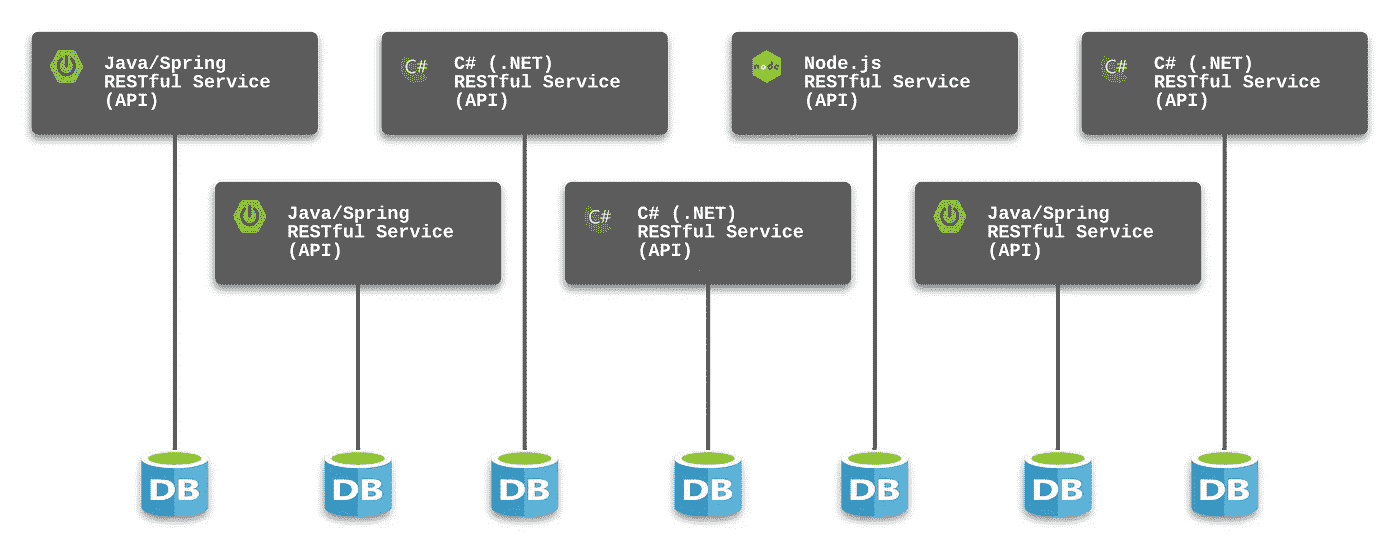 Java/Spring
RESTful Service
(API)
C#
C# (.NET)
RESTful Service
(API)
node
Node.js
RESTful Service
(API)
C#
C# (.NET)
RESTful Service
(API)
Java/Spring
RESTful Service
(API)
C#
C# (.NET)
RESTful Service
(API)
Java/Spring
RESTful Service
(API)
DB
DB
DB
DB
DB
DB
DB